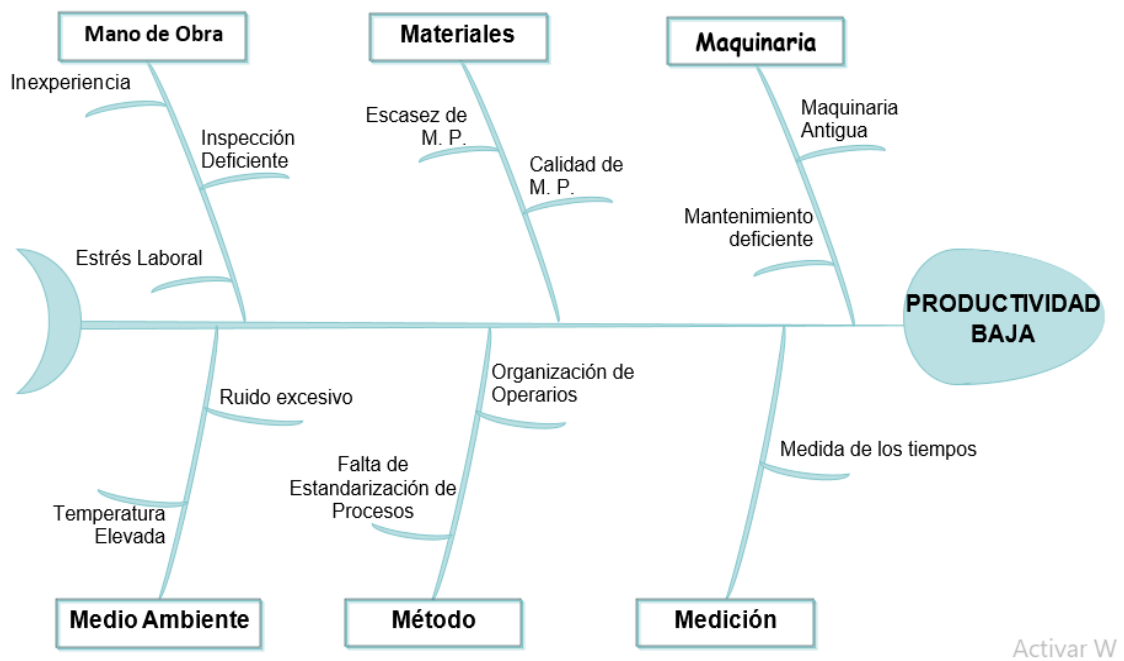 Mano de Obra
Materiales
Maquinaria
Inexperiencia
Inspección
Deficiente
Estrés Laboral
Escasez de
M. P.
Calidad de
M. P.
Maquinaria
Antigua
Mantenimiento
deficiente
PRODUCTIVIDAD
BAJA
Ruido excesivo
Temperatura
Elevada
Organización de
Operarios
Falta de
Estandarización de
Procesos
Medida de los tiempos
Medio Ambiente
Método
Medición
Activar W